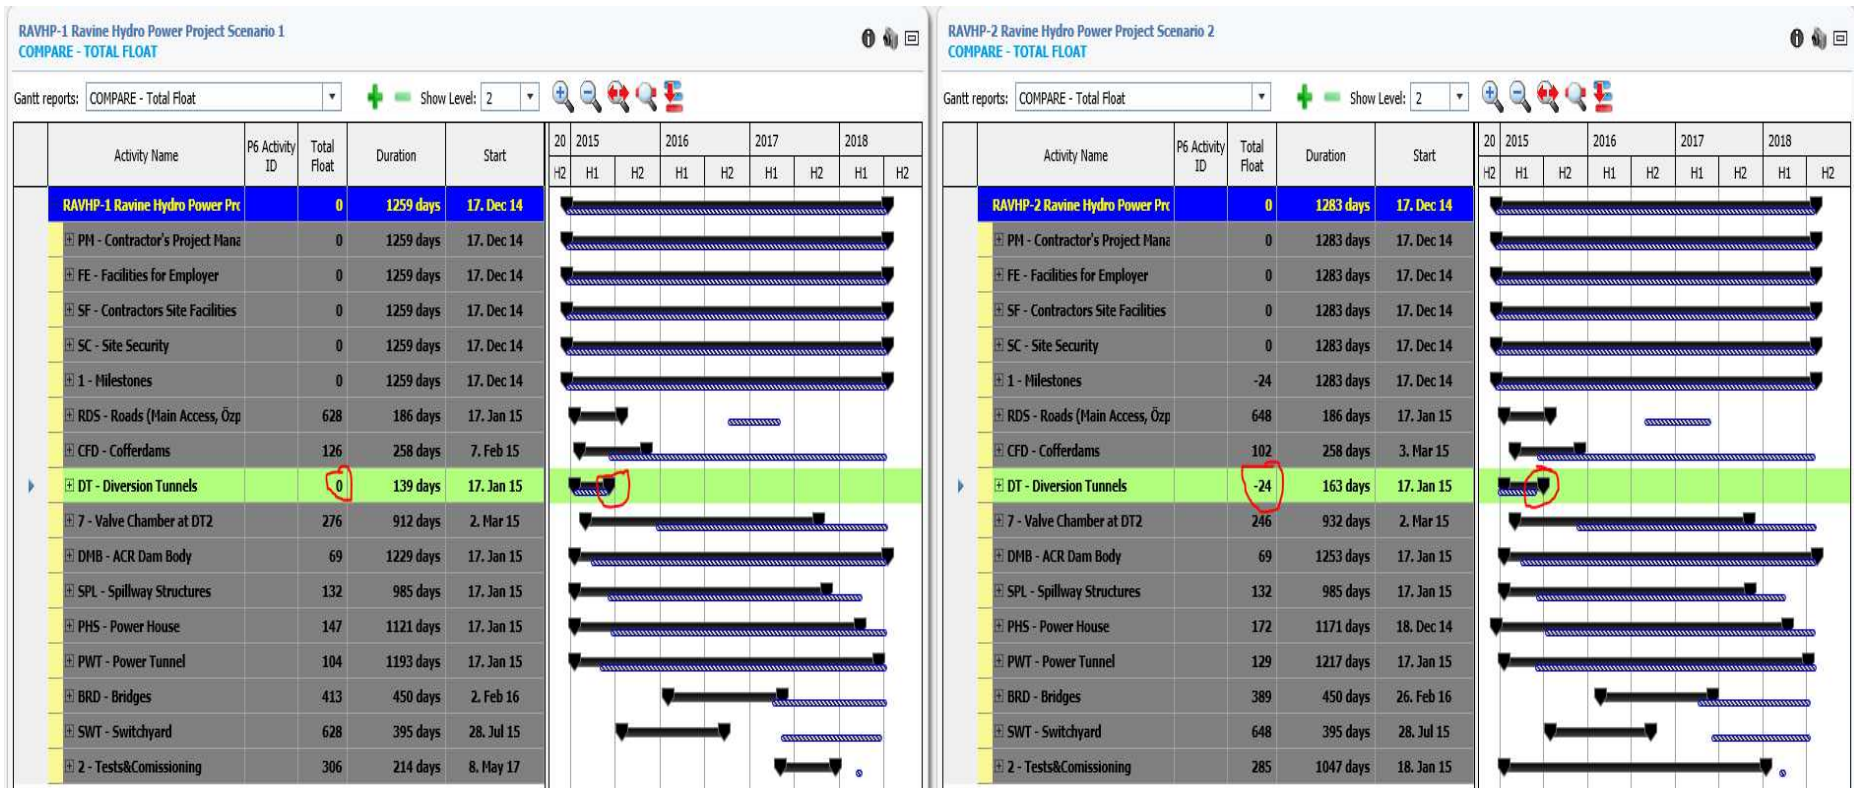 RAVHP-1 Ravine Hydro Power Project Scenario 1
COMPARE - TOTAL FLOAT
Gantt reports: COMPARE - Total Float Show Level: 2
Activity Name P6 Activity ID Total Float Duration Start 20 2015 2016 2017 2018
H2 H1 H2 H1 H2 H1 H2 H1 H2
RAVHP-1 Ravine Hydro Power Prc 0 1259 days 17. Dec 14
PM - Contractor's Project Mana 0 1259 days 17. Dec 14
FE - Facilities for Employer 0 1259 days 17. Dec 14
SF - Contractors Site Facilities 0 1259 days 17. Dec 14
SC - Site Security 0 1259 days 17. Dec 14
1 - Milestones 0 1259 days 17. Dec 14
RDS - Roads (Main Access, Özp 628 186 days 17. Jan 15
CFD - Cofferdams 126 258 days 7. Feb 15
DT - Diversion Tunnels 0 139 days 17. Jan 15
7 - Valve Chamber at DT2 276 912 days 2. Mar 15
DMB - ACR Dam Body 69 1229 days 17. Jan 15
SPL - Spillway Structures 132 985 days 17. Jan 15
PHS - Power House 147 1121 days 17. Jan 15
PWT - Power Tunnel 104 1193 days 17. Jan 15
BRD - Bridges 413 450 days 2. Feb 16
SWT - Switchyard 628 395 days 28. Jul 15
2 - Tests&Comissioning 306 214 days 8. May 17
RAVHP-2 Ravine Hydro Power Project Scenario 2
COMPARE - TOTAL FLOAT
Gantt reports: COMPARE - Total Float Show Level: 2
Activity Name P6 Activity ID Total Float Duration Start 20 2015 2016 2017 2018
H2 H1 H2 H1 H2 H1 H2 H1 H2
RAVHP-2 Ravine Hydro Power Prc 0 1283 days 17. Dec 14
PM - Contractor's Project Mana 0 1283 days 17. Dec 14
FE - Facilities for Employer 0 1283 days 17. Dec 14
SF - Contractors Site Facilities 0 1283 days 17. Dec 14
SC - Site Security 0 1283 days 17. Dec 14
1 - Milestones -24 1283 days 17. Dec 14
RDS - Roads (Main Access, Özp 648 186 days 17. Jan 15
CFD - Cofferdams 102 258 days 3. Mar 15
DT - Diversion Tunnels -24 163 days 17. Jan 15
7 - Valve Chamber at DT2 246 932 days 2. Mar 15
DMB - ACR Dam Body 69 1253 days 17. Jan 15
SPL - Spillway Structures 132 985 days 17. Jan 15
PHS - Power House 172 1171 days 18. Dec 14
PWT - Power Tunnel 129 1217 days 17. Jan 15
BRD - Bridges 389 450 days 26. Feb 16
SWT - Switchyard 648 395 days 28. Jul 15
2 - Tests&Comissioning 285 1047 days 18. Jan 15